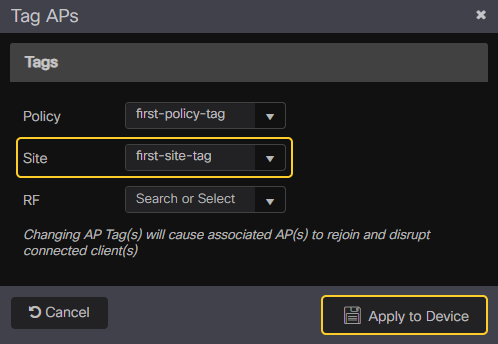 Tag APs
Tags
Policy first-policy-tag
Site first-site-tag
RF Search or Select
Changing AP Tag(s) will cause associated AP(s) to rejoin and disrupt
connected client(s)
Cancel Apply to Device